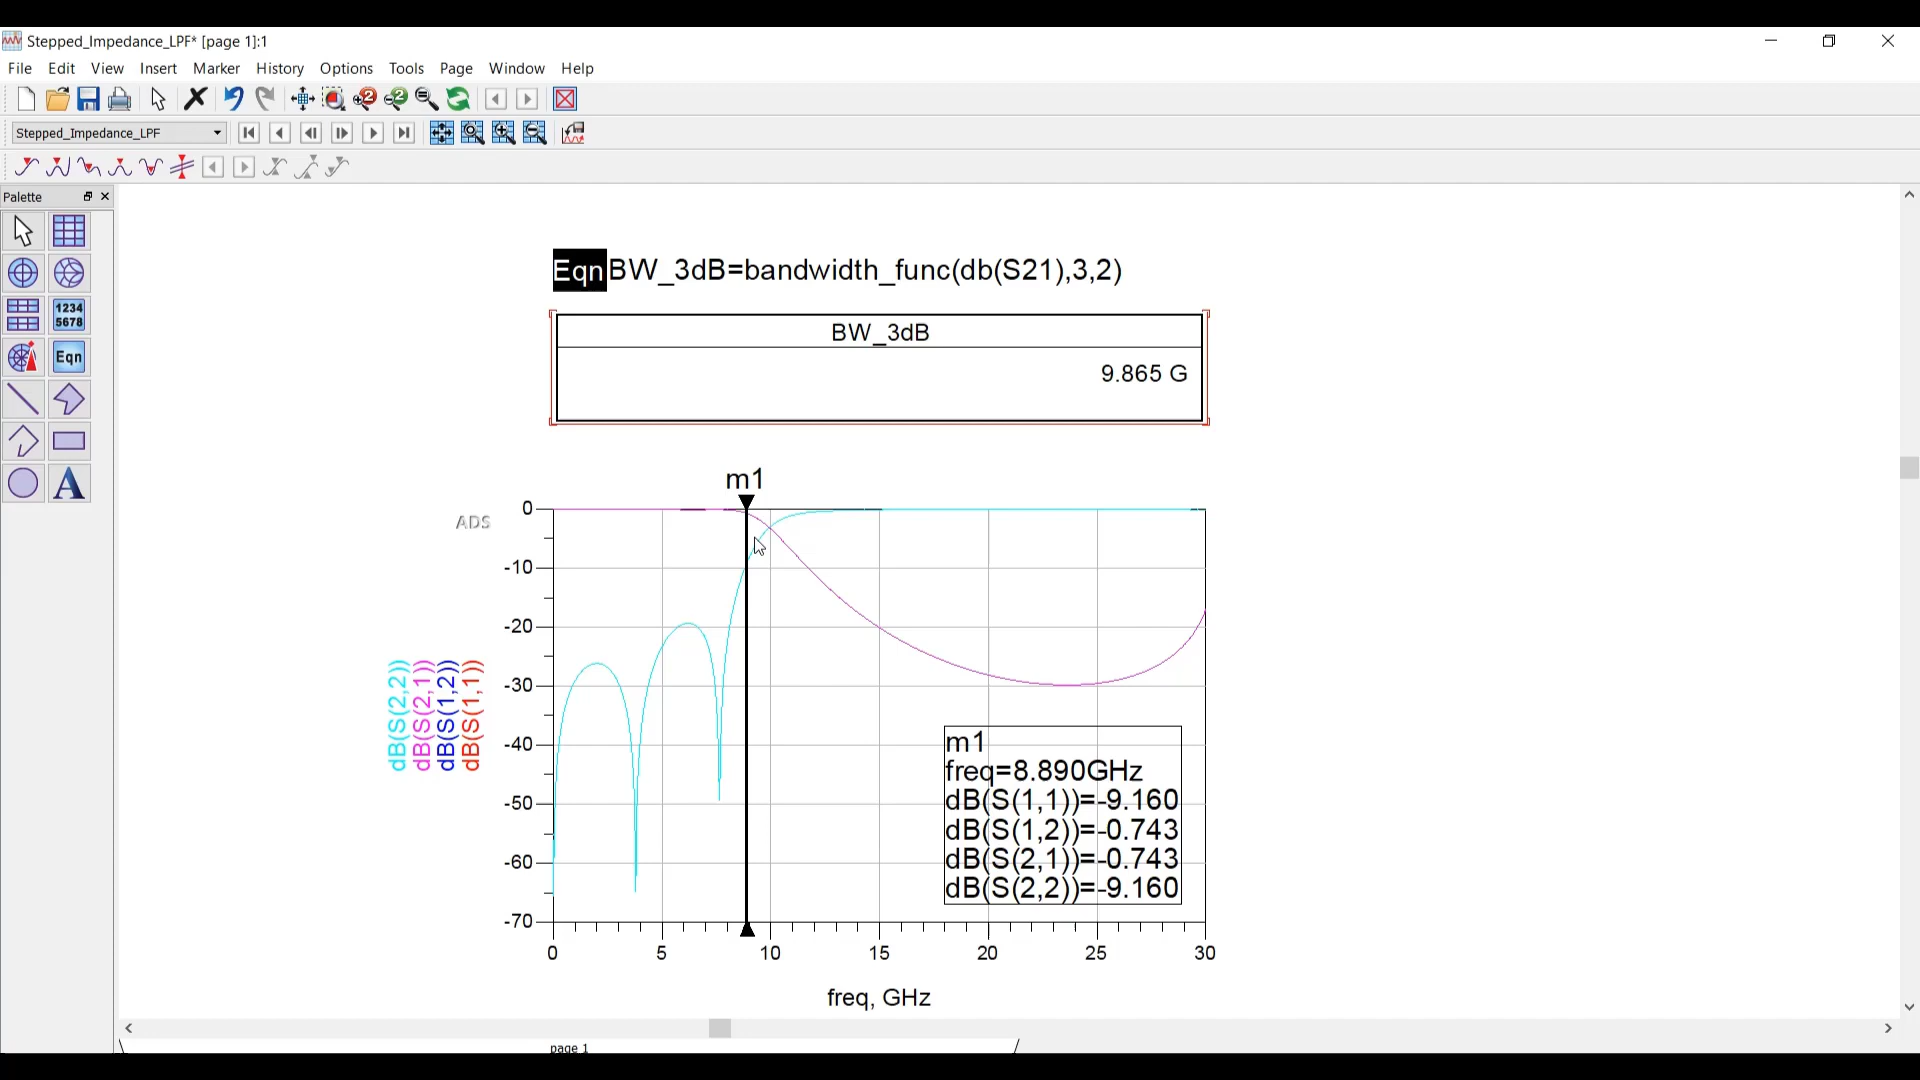 Stepped_Impedance_LPF* [page 1]:1
File Edit View Insert Marker History Options Tools Page Window Help
Stepped_Impedance_LPF
Palette
1234
5678
Eqn
Eqn BW_3dB=bandwidth_func(db(S21),3,2)
BW_3dB
9.865 G
m1
ADS
0
-10
-20
-30
-40
-50
-60
-70
dB(S(2,2))
dB(S(2,1))
dB(S(1,2))
dB(S(1,1))
m1
freq=8.890GHz
dB(S(1,1))=-9.160
dB(S(1,2))=-0.743
dB(S(2,1))=-0.743
dB(S(2,2))=-9.160
0 5 10 15 20 25 30
freq, GHz
page 1